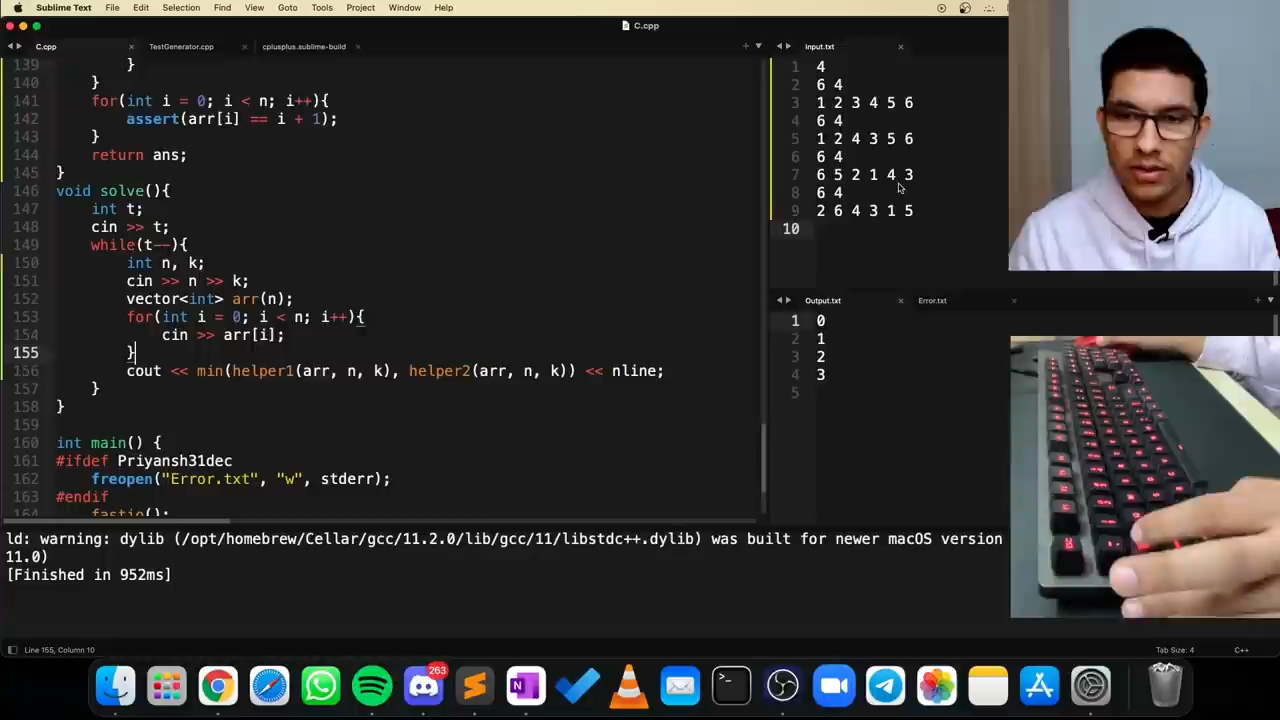 Sublime Text File Edit Selection Find View Goto Tools Project Window Help
C.cpp
C.cpp TestGenerator.cpp cplusplus.sublime-build
139 }
140 }
141 for(int i = 0; i < n; i++){
142 assert(arr[i] == i + 1);
143 }
144 return ans;
145 }
146 void solve(){
147 int t;
148 cin >> t;
149 while(t--){
150 int n, k;
151 cin >> n >> k;
152 vector<int> arr(n);
153 for(int i = 0; i < n; i++){
154 cin >> arr[i];
155 }
156 cout << min(helper1(arr, n, k), helper2(arr, n, k)) << nline;
157 }
158 }
159
160 int main() {
161 #ifdef Priyansh31dec
162 freopen("Error.txt", "w", stderr);
163 #endif
164 fastio();
Input.txt
1 4
2 6 4
3 1 2 3 4 5 6
4 6 4
5 1 2 4 3 5 6
6 6 4
7 6 5 2 1 4 3
8 6 4
9 2 6 4 3 1 5
10
Output.txt Error.txt
1 0
2 1
3 2
4 3
5
ld: warning: dylib (/opt/homebrew/Cellar/gcc/11.2.0/lib/gcc/11/libstdc++.dylib) was built for newer macOS version
11.0)
[Finished in 952ms]
Line 155, Column 10 Tab Size: 4 C++
263